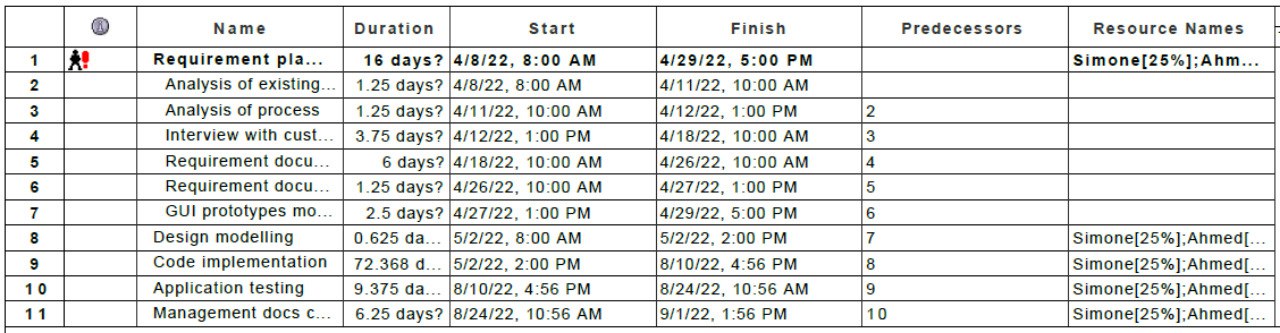 Name Duration Start Finish Predecessors Resource Names
1 Requirement pla... 16 days? 4/8/22, 8:00 AM 4/29/22, 5:00 PM Simone[25%];Ahm...
2 Analysis of existing... 1.25 days? 4/8/22, 8:00 AM 4/11/22, 10:00 AM
3 Analysis of process 1.25 days? 4/11/22, 10:00 AM 4/12/22, 1:00 PM 2
4 Interview with cust... 3.75 days? 4/12/22, 1:00 PM 4/18/22, 10:00 AM 3
5 Requirement docu... 6 days? 4/18/22, 10:00 AM 4/26/22, 10:00 AM 4
6 Requirement docu... 1.25 days? 4/26/22, 10:00 AM 4/27/22, 1:00 PM 5
7 GUI prototypes mo... 2.5 days? 4/27/22, 1:00 PM 4/29/22, 5:00 PM 6
8 Design modelling 0.625 da... 5/2/22, 8:00 AM 5/2/22, 2:00 PM 7 Simone[25%];Ahmed[...
9 Code implementation 72.368 d... 5/2/22, 2:00 PM 8/10/22, 4:56 PM 8 Simone[25%];Ahmed[...
10 Application testing 9.375 da... 8/10/22, 4:56 PM 8/24/22, 10:56 AM 9 Simone[25%];Ahmed[...
11 Management docs c... 6.25 days? 8/24/22, 10:56 AM 9/1/22, 1:56 PM 10 Simone[25%];Ahmed[...